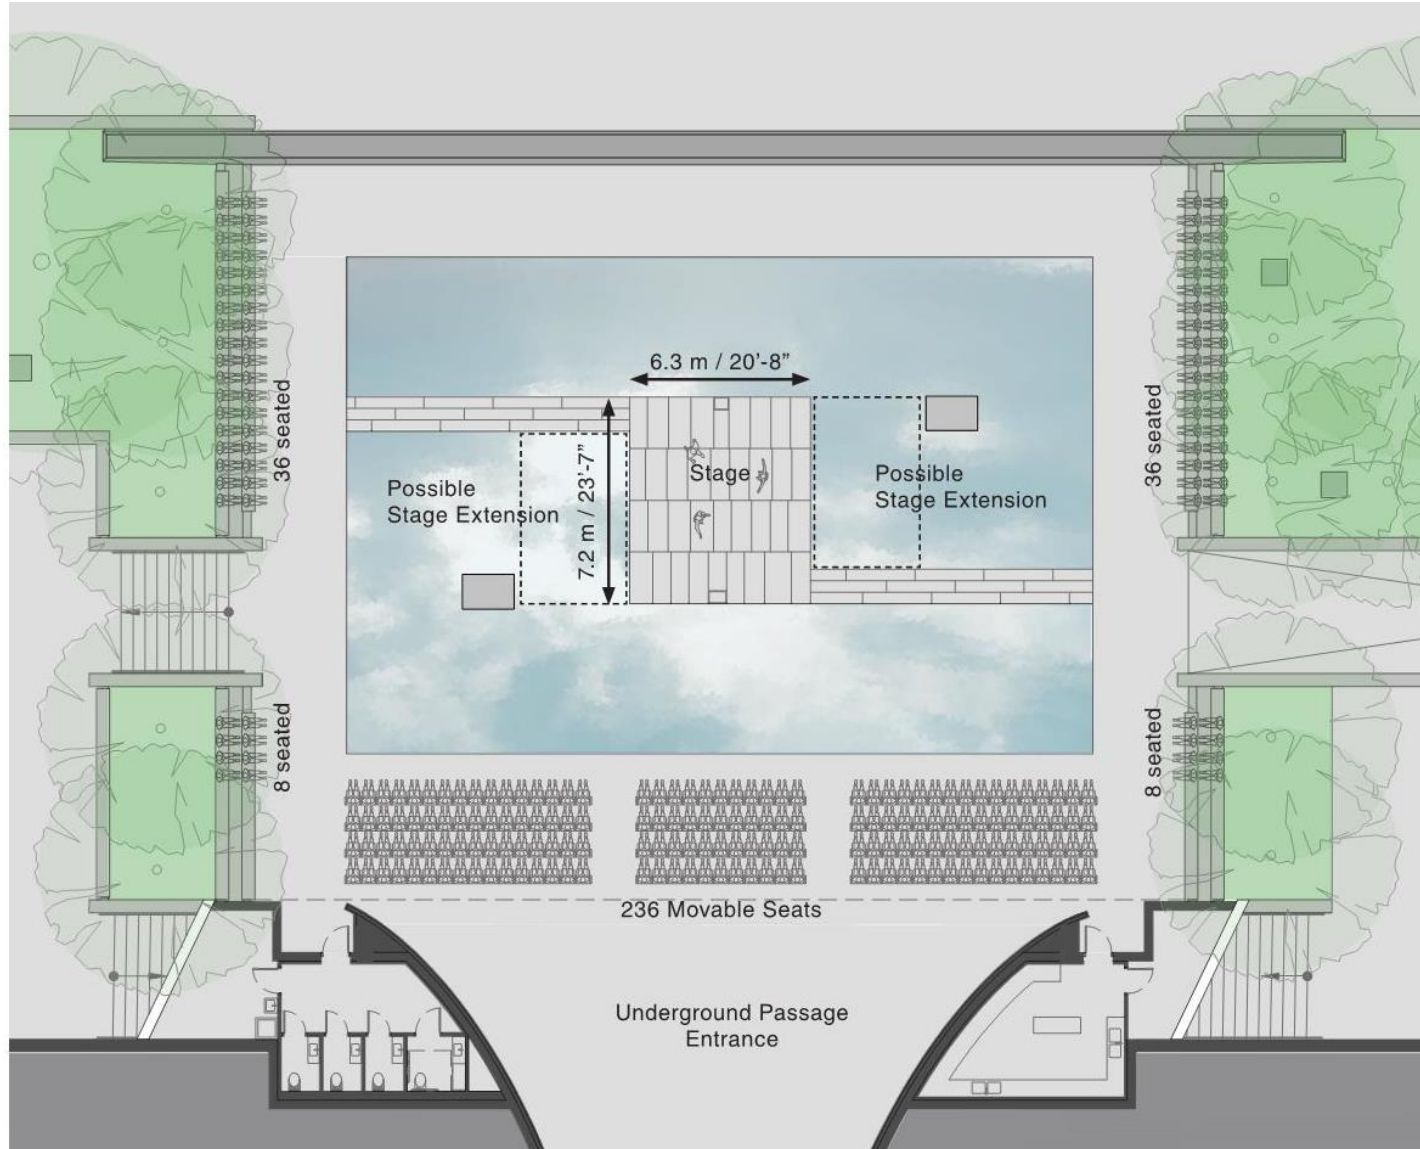 6.3 m / 20’-8”
7.2 m / 23’-7”
Stage
Possible
Stage Extension
Possible
Stage Extension
36 seated
36 seated
8 seated
8 seated
236 Movable Seats
Underground Passage
Entrance